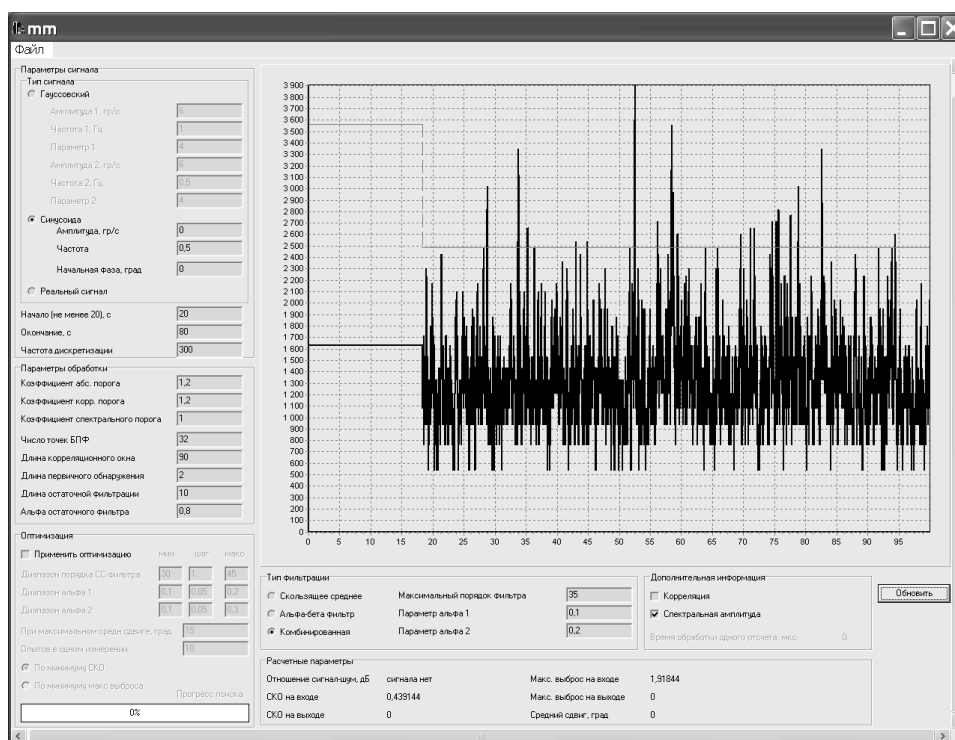 mm
Файл
Параметры сигнала
Тип сигнала
Гауссовский
Амплитуда 1, гр/с 6
Частота 1, Гц 1
Параметр 1 4
Амплитуда 2, гр/с 6
Частота 2, Гц 0,5
Параметр 2 4
Синусоида
Амплитуда, гр/с 0
Частота 0,5
Начальная фаза, град 0
Реальный сигнал
Начало (не менее 20), с 20
Окончание, с 80
Частота дискретизации 300
Параметры обработки
Коэффициент абс. порога 1,2
Коэффициент корр. порога 1,2
Коэффициент спектрального порога 1
Число точек БПФ 32
Длина корреляционного окна 90
Длина первичного обнаружения 2
Длина остаточной фильтрации 10
Альфа остаточного фильтра 0,8
Оптимизация
Применить оптимизацию мин шаг макс
Диапазон порядка СС-фильтра 30 1 45
Диапазон альфа 1 0,1 0,05 0,2
Диапазон альфа 2 0,1 0,05 0,3
При максимальном средн сдвиге, град 15
Опытов в одном измерении 10
По минимуму СКО
По минимуму макс выброса
Прогресс поиска
0%
3 900
3 700
3 600
3 500
3 400
3 300
3 200
3 100
3 000
2 900
2 800
2 700
2 600
2 500
2 400
2 300
2 200
2 100
2 000
1 900
1 800
1 700
1 600
1 500
1 400
1 300
1 200
1 100
1 000
900
800
700
600
500
400
300
200
100
0
0 5 10 15 20 25 30 35 40 45 50 55 60 65 70 75 80 85 90 95
Тип фильтрации
Скользящее среднее Максимальный порядок фильтра 35
Альфа-бета фильтр Параметр альфа 1 0,1
Комбинированная Параметр альфа 2 0,2
Дополнительная информация
Корреляция
Спектральная амплитуда
Время обработки одного отсчета, мкс 0
Обновить
Расчетные параметры
Отношение сигнал-шум, дБ сигнала нет Макс. выброс на входе 1,91844
СКО на входе 0,439144 Макс. выброс на выходе 0
СКО на выходе 0 Средний сдвиг, град 0